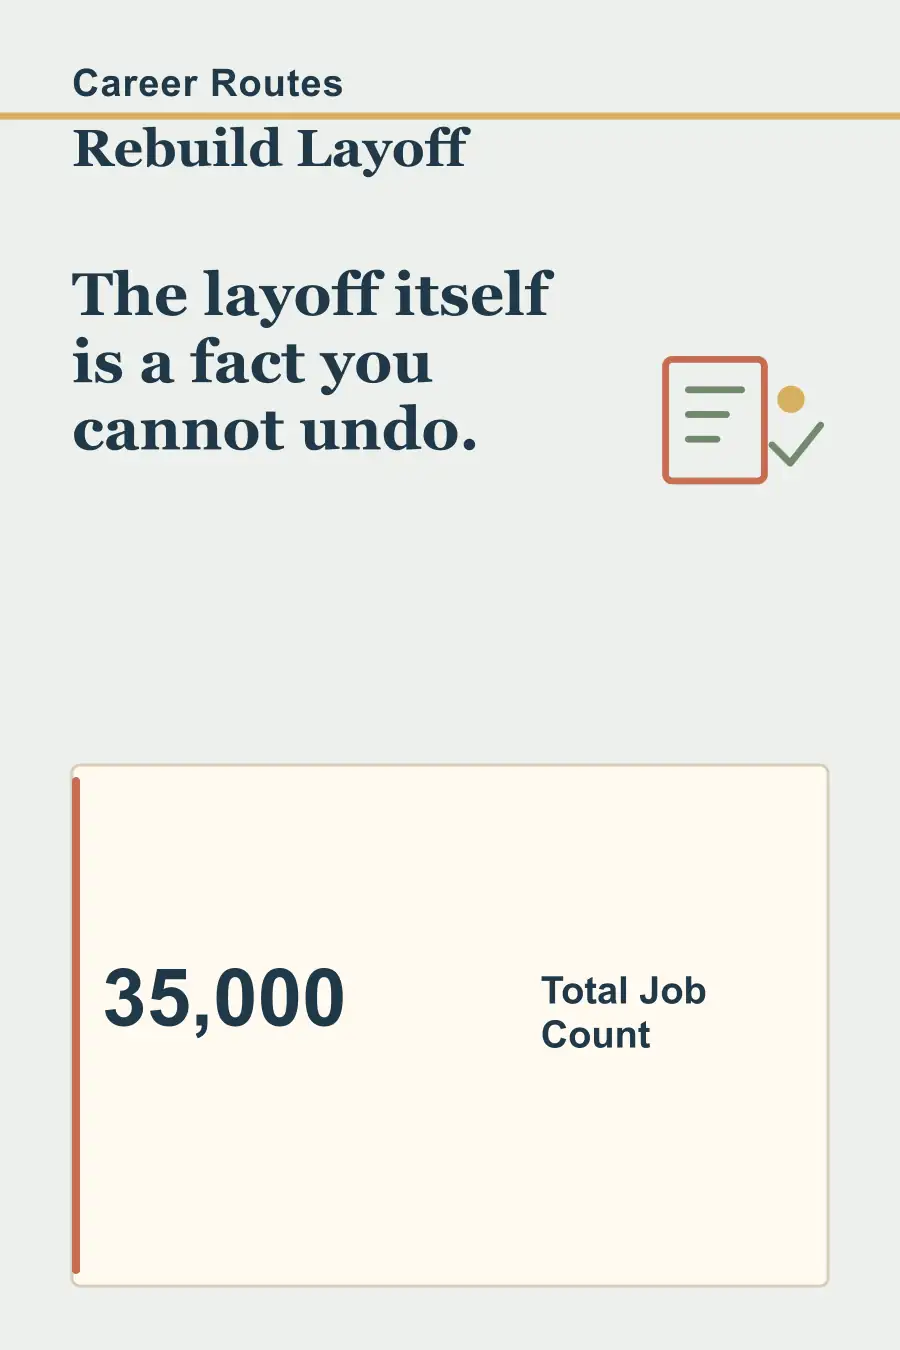 Career Routes
Rebuild Layoff
The layoff itself
is a fact you
cannot undo.
35,000
Total Job
Count